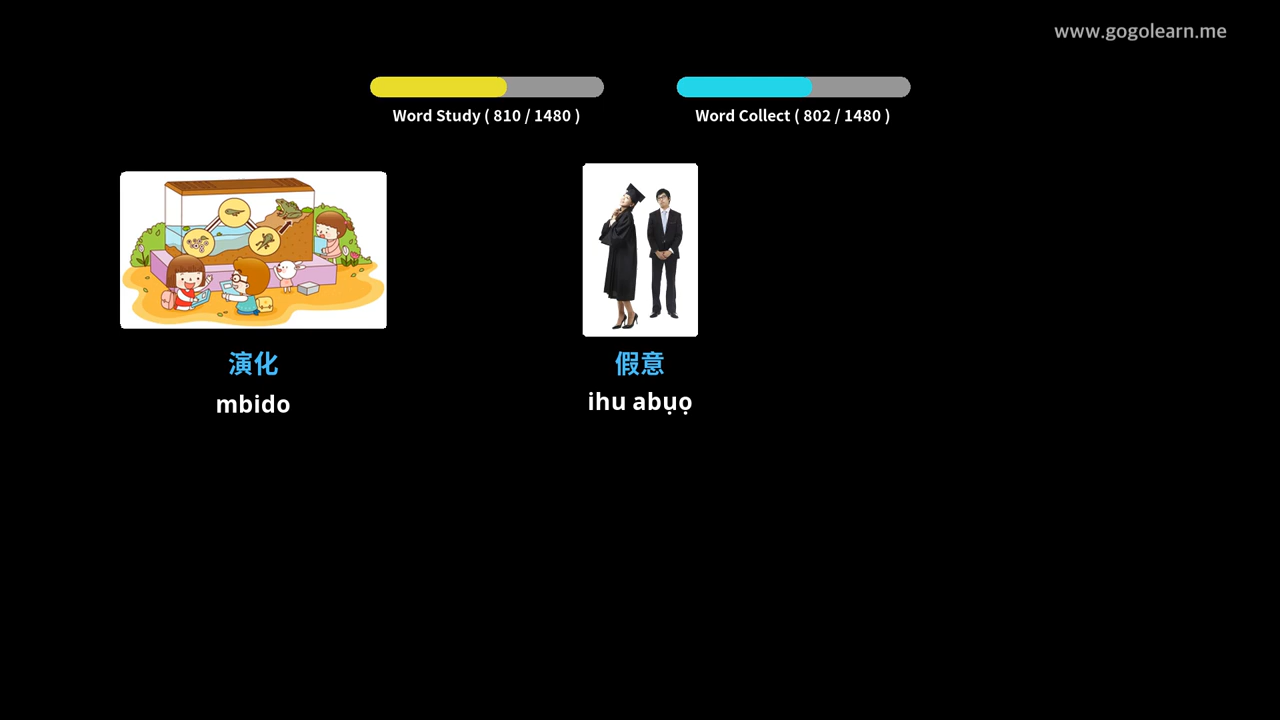 www.gogolearn.me
Word Study ( 810 / 1480 )
Word Collect ( 802 / 1480 )
演化
mbido
假意
ihu abụọ